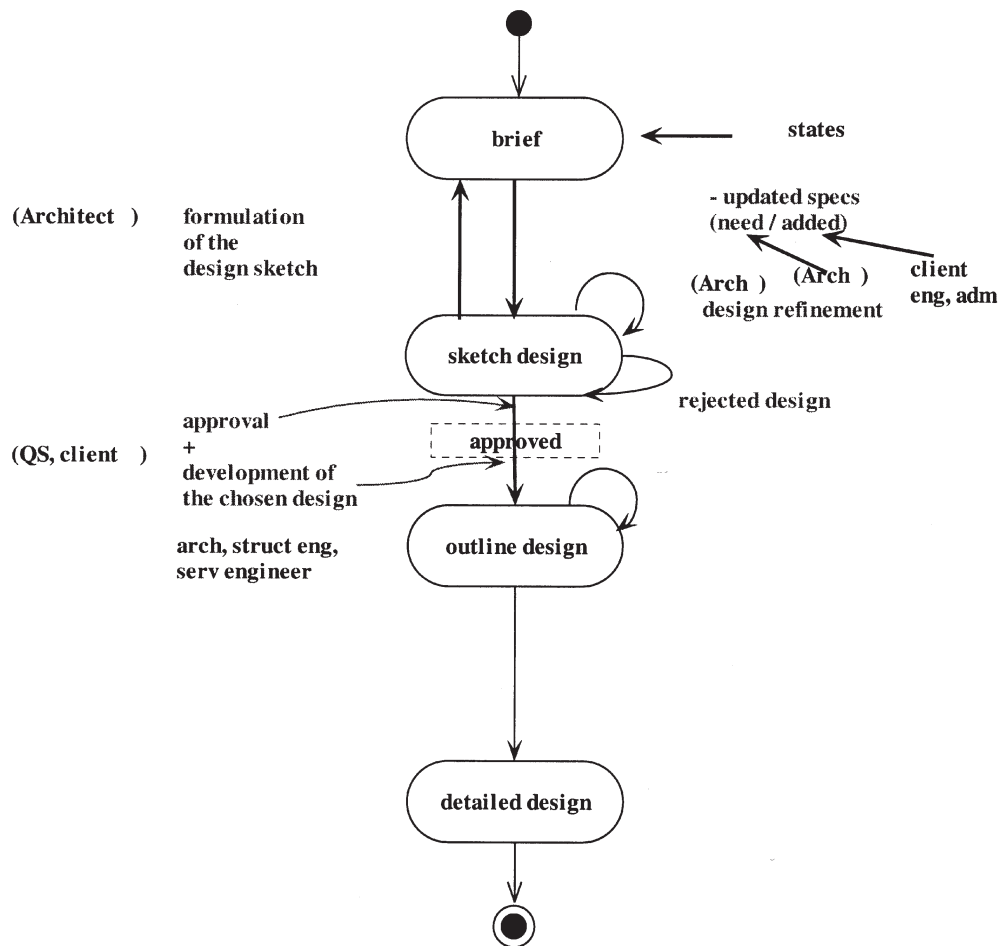 brief
states
(Architect )
formulation
of the
design sketch
- updated specs
(need / added)
(Arch )
(Arch )
design refinement
client
eng, adm
sketch design
rejected design
approval
+
development of
the chosen design
(QS, client )
approved
arch, struct eng,
serv engineer
outline design
detailed design